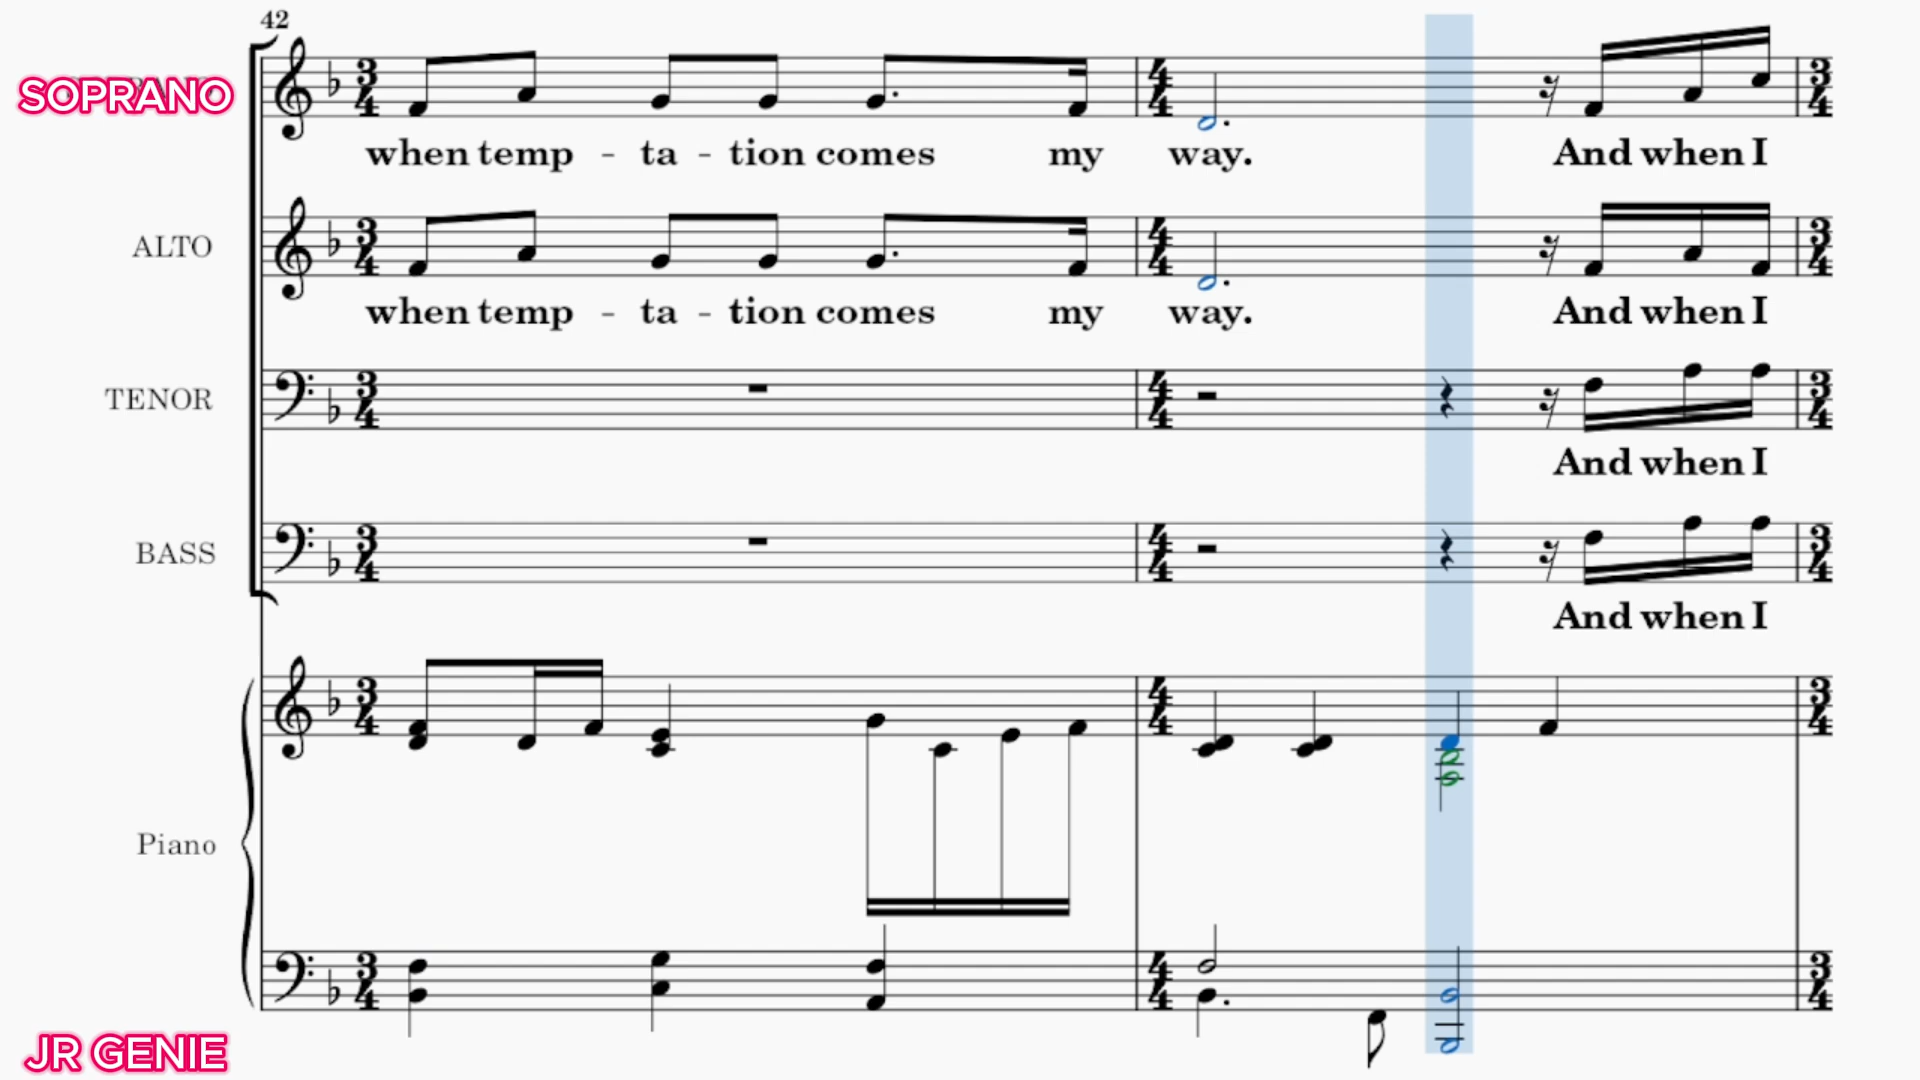 42
SOPRANO
when temp - ta - tion comes my way. And when I
ALTO
when temp - ta - tion comes my way. And when I
TENOR
And when I
BASS
And when I
Piano
JR GENIE